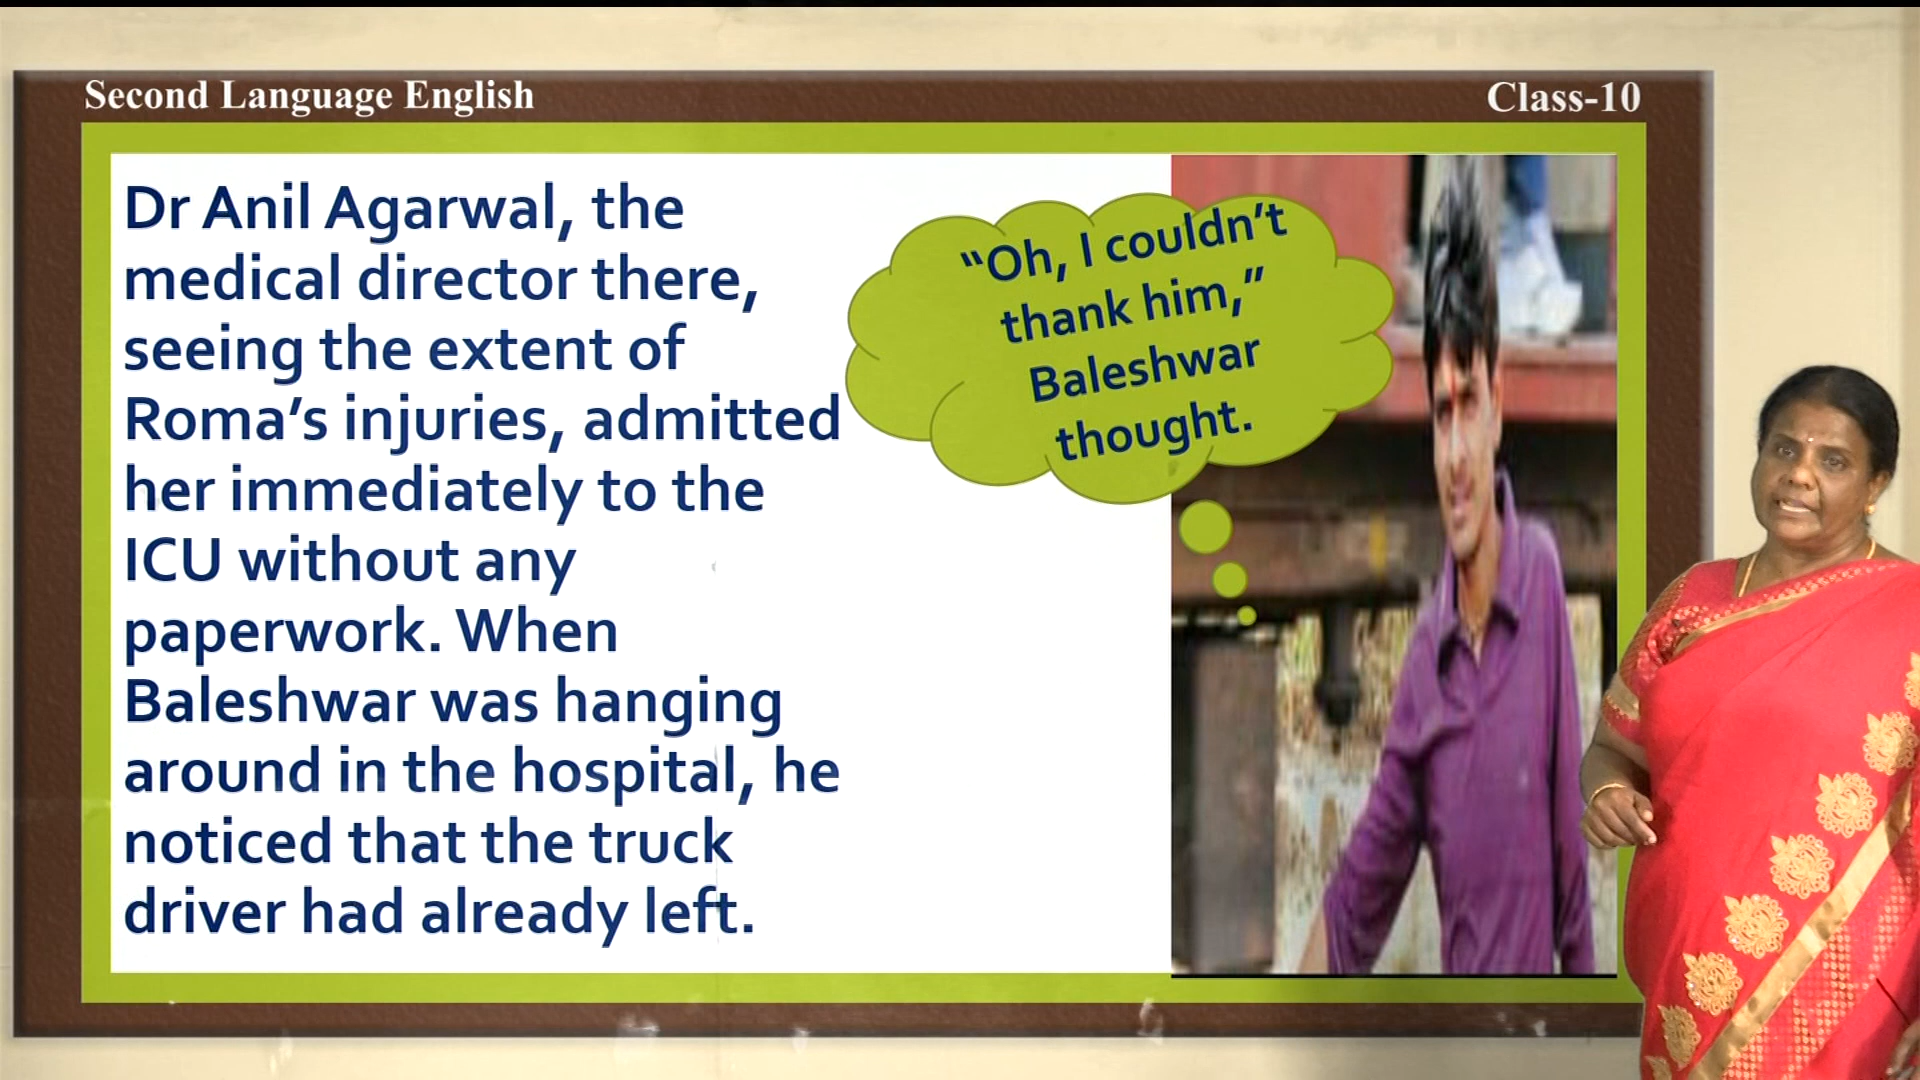 Second Language English
Class-10
Dr Anil Agarwal, the
medical director there,
seeing the extent of
Roma’s injuries, admitted
her immediately to the
ICU without any
paperwork. When
Baleshwar was hanging
around in the hospital, he
noticed that the truck
driver had already left.
“Oh, I couldn’t
thank him,”
Baleshwar
thought.